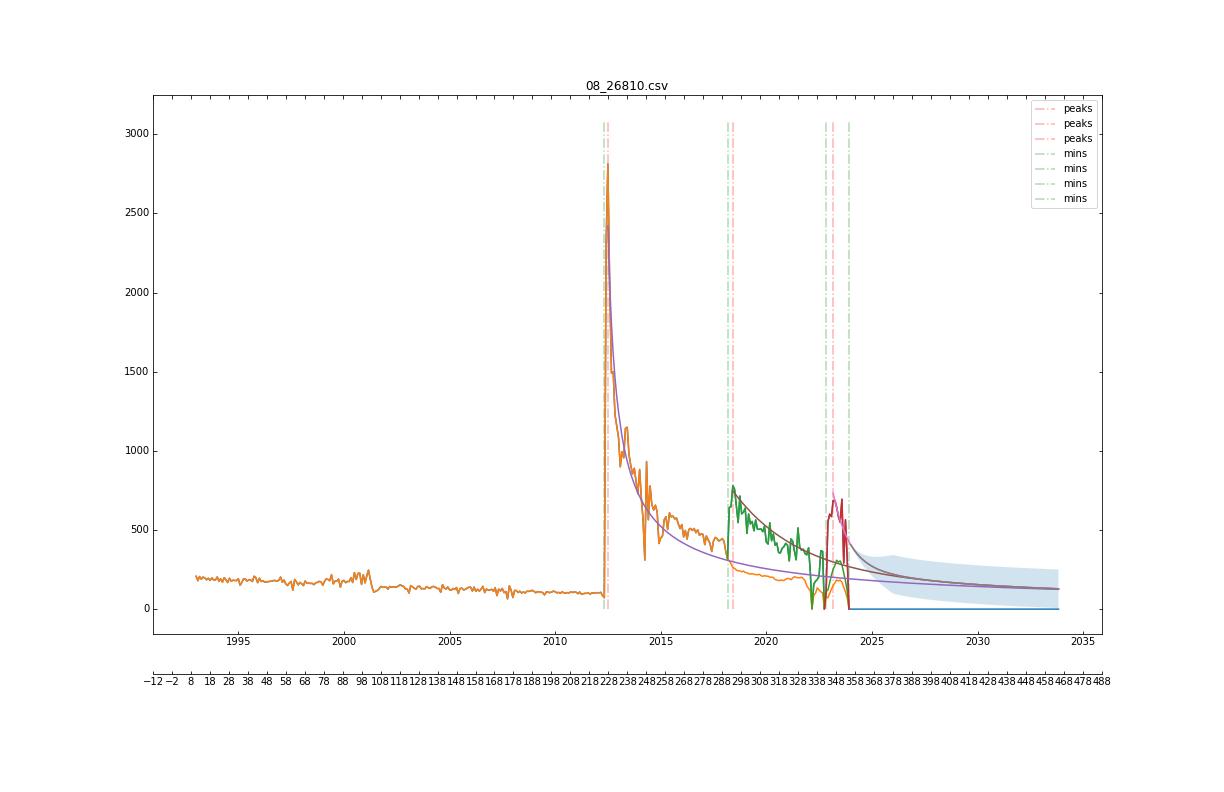 08_26810.csv
peaks
peaks
peaks
mins
mins
mins
mins
3000
2500
2000
1500
1000
500
0
1995 2000 2005 2010 2015 2020 2025 2030 2035
−12 −2 8 18 28 38 48 58 68 78 88 98 108 118 128 138 148 158 168 178 188 198 208 218 228 238 248 258 268 278 288 298 308 318 328 338 348 358 368 378 388 398 408 418 428 438 448 458 468 478 488